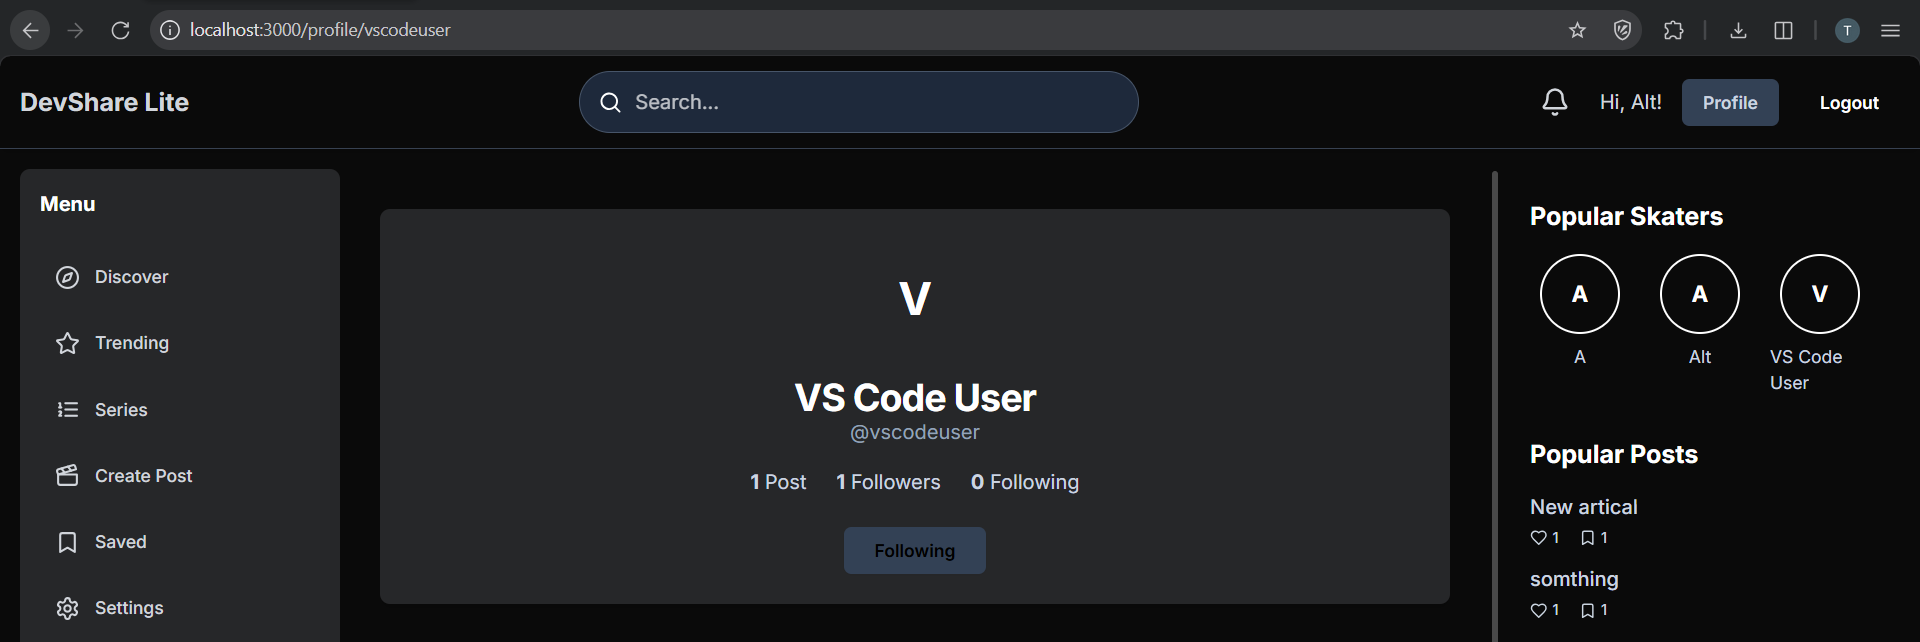 localhost:3000/profile/vscodeuser
T
DevShare Lite
Search...
Hi, Alt!
Profile
Logout
Menu
Discover
Trending
Series
Create Post
Saved
Settings
V
VS Code User
@vscodeuser
1 Post 1 Followers 0 Following
Following
Popular Skaters
A A V
A Alt VS Code
User
Popular Posts
New artical
1 1
somthing
1 1